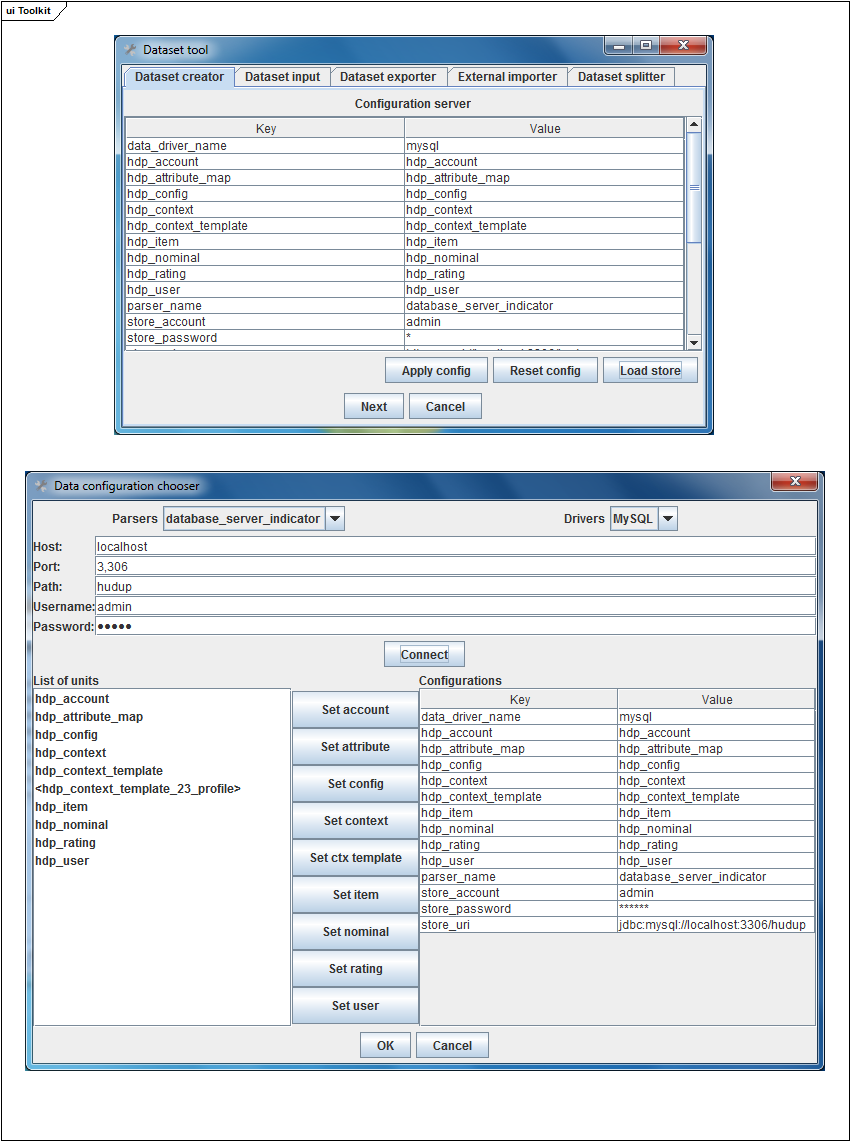 ui Toolkit
Dataset tool
Dataset creator Dataset input Dataset exporter External importer Dataset splitter
Configuration server
Key Value
data_driver_name mysql
hdp_account hdp_account
hdp_attribute_map hdp_attribute_map
hdp_config hdp_config
hdp_context hdp_context
hdp_context_template hdp_context_template
hdp_item hdp_item
hdp_nominal hdp_nominal
hdp_rating hdp_rating
hdp_user hdp_user
parser_name database_server_indicator
store_account admin
store_password *
Apply config Reset config Load store
Next Cancel
Data configuration chooser
Parsers database_server_indicator Drivers MySQL
Host: localhost
Port: 3,306
Path: hudup
Username: admin
Password: ●●●●●
Connect
List of units
hdp_account
hdp_attribute_map
hdp_config
hdp_context
hdp_context_template
<hdp_context_template_23_profile>
hdp_item
hdp_nominal
hdp_rating
hdp_user
Set account
Set attribute
Set config
Set context
Set ctx template
Set item
Set nominal
Set rating
Set user
Configurations
Key Value
data_driver_name mysql
hdp_account hdp_account
hdp_attribute_map hdp_attribute_map
hdp_config hdp_config
hdp_context hdp_context
hdp_context_template hdp_context_template
hdp_item hdp_item
hdp_nominal hdp_nominal
hdp_rating hdp_rating
hdp_user hdp_user
parser_name database_server_indicator
store_account admin
store_password ******
store_uri jdbc:mysql://localhost:3306/hudup
OK Cancel